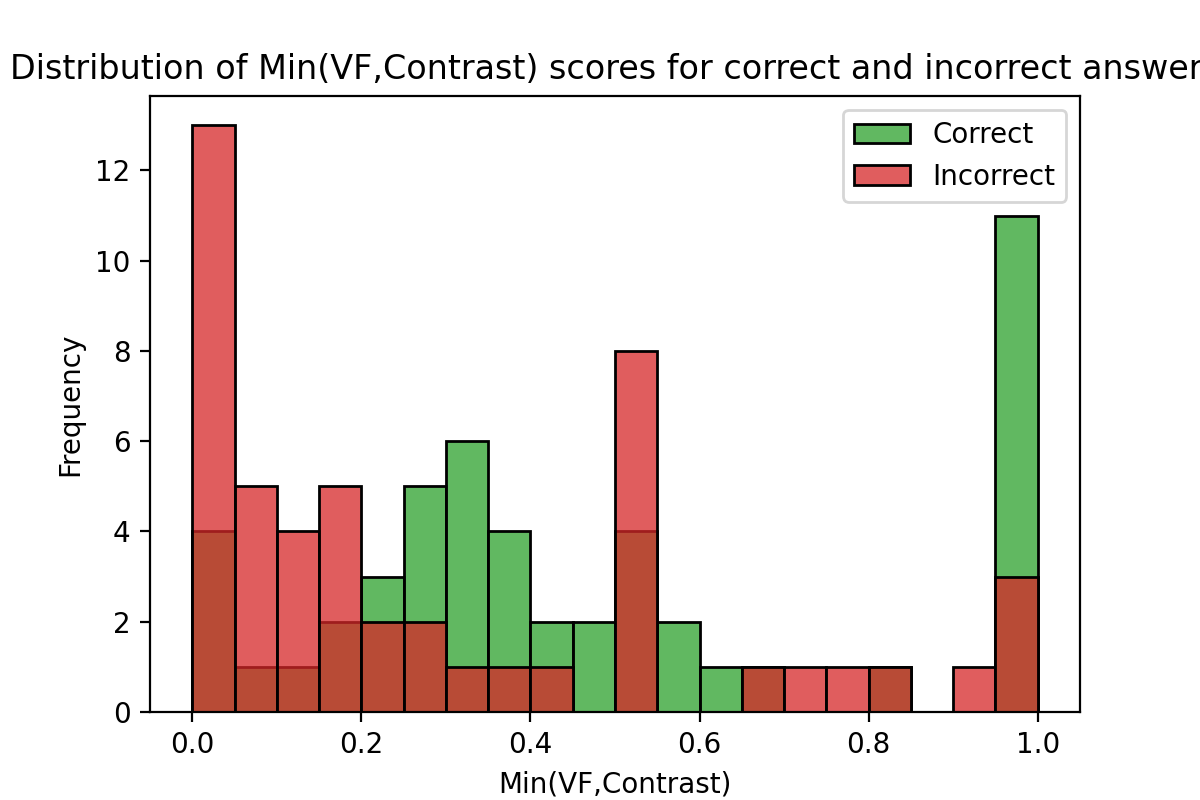 Distribution of Min(VF,Contrast) scores for correct and incorrect answer
Correct
Incorrect
12
10
8
6
4
2
0
Frequency
0.0 0.2 0.4 0.6 0.8 1.0
Min(VF,Contrast)